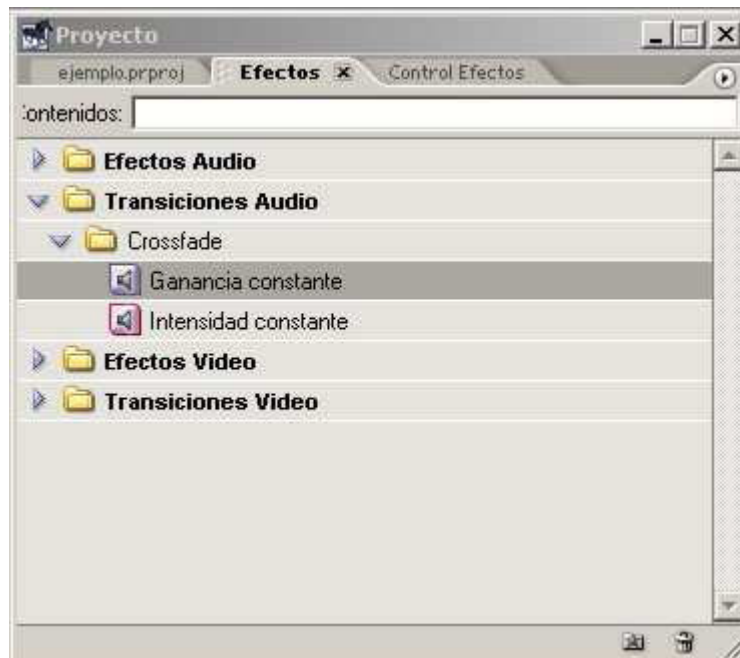 Proyecto
ejemplo.prproj Efectos Control Efectos
ontenidos:
Efectos Audio
Transiciones Audio
Crossfade
Ganancia constante
Intensidad constante
Efectos Video
Transiciones Video